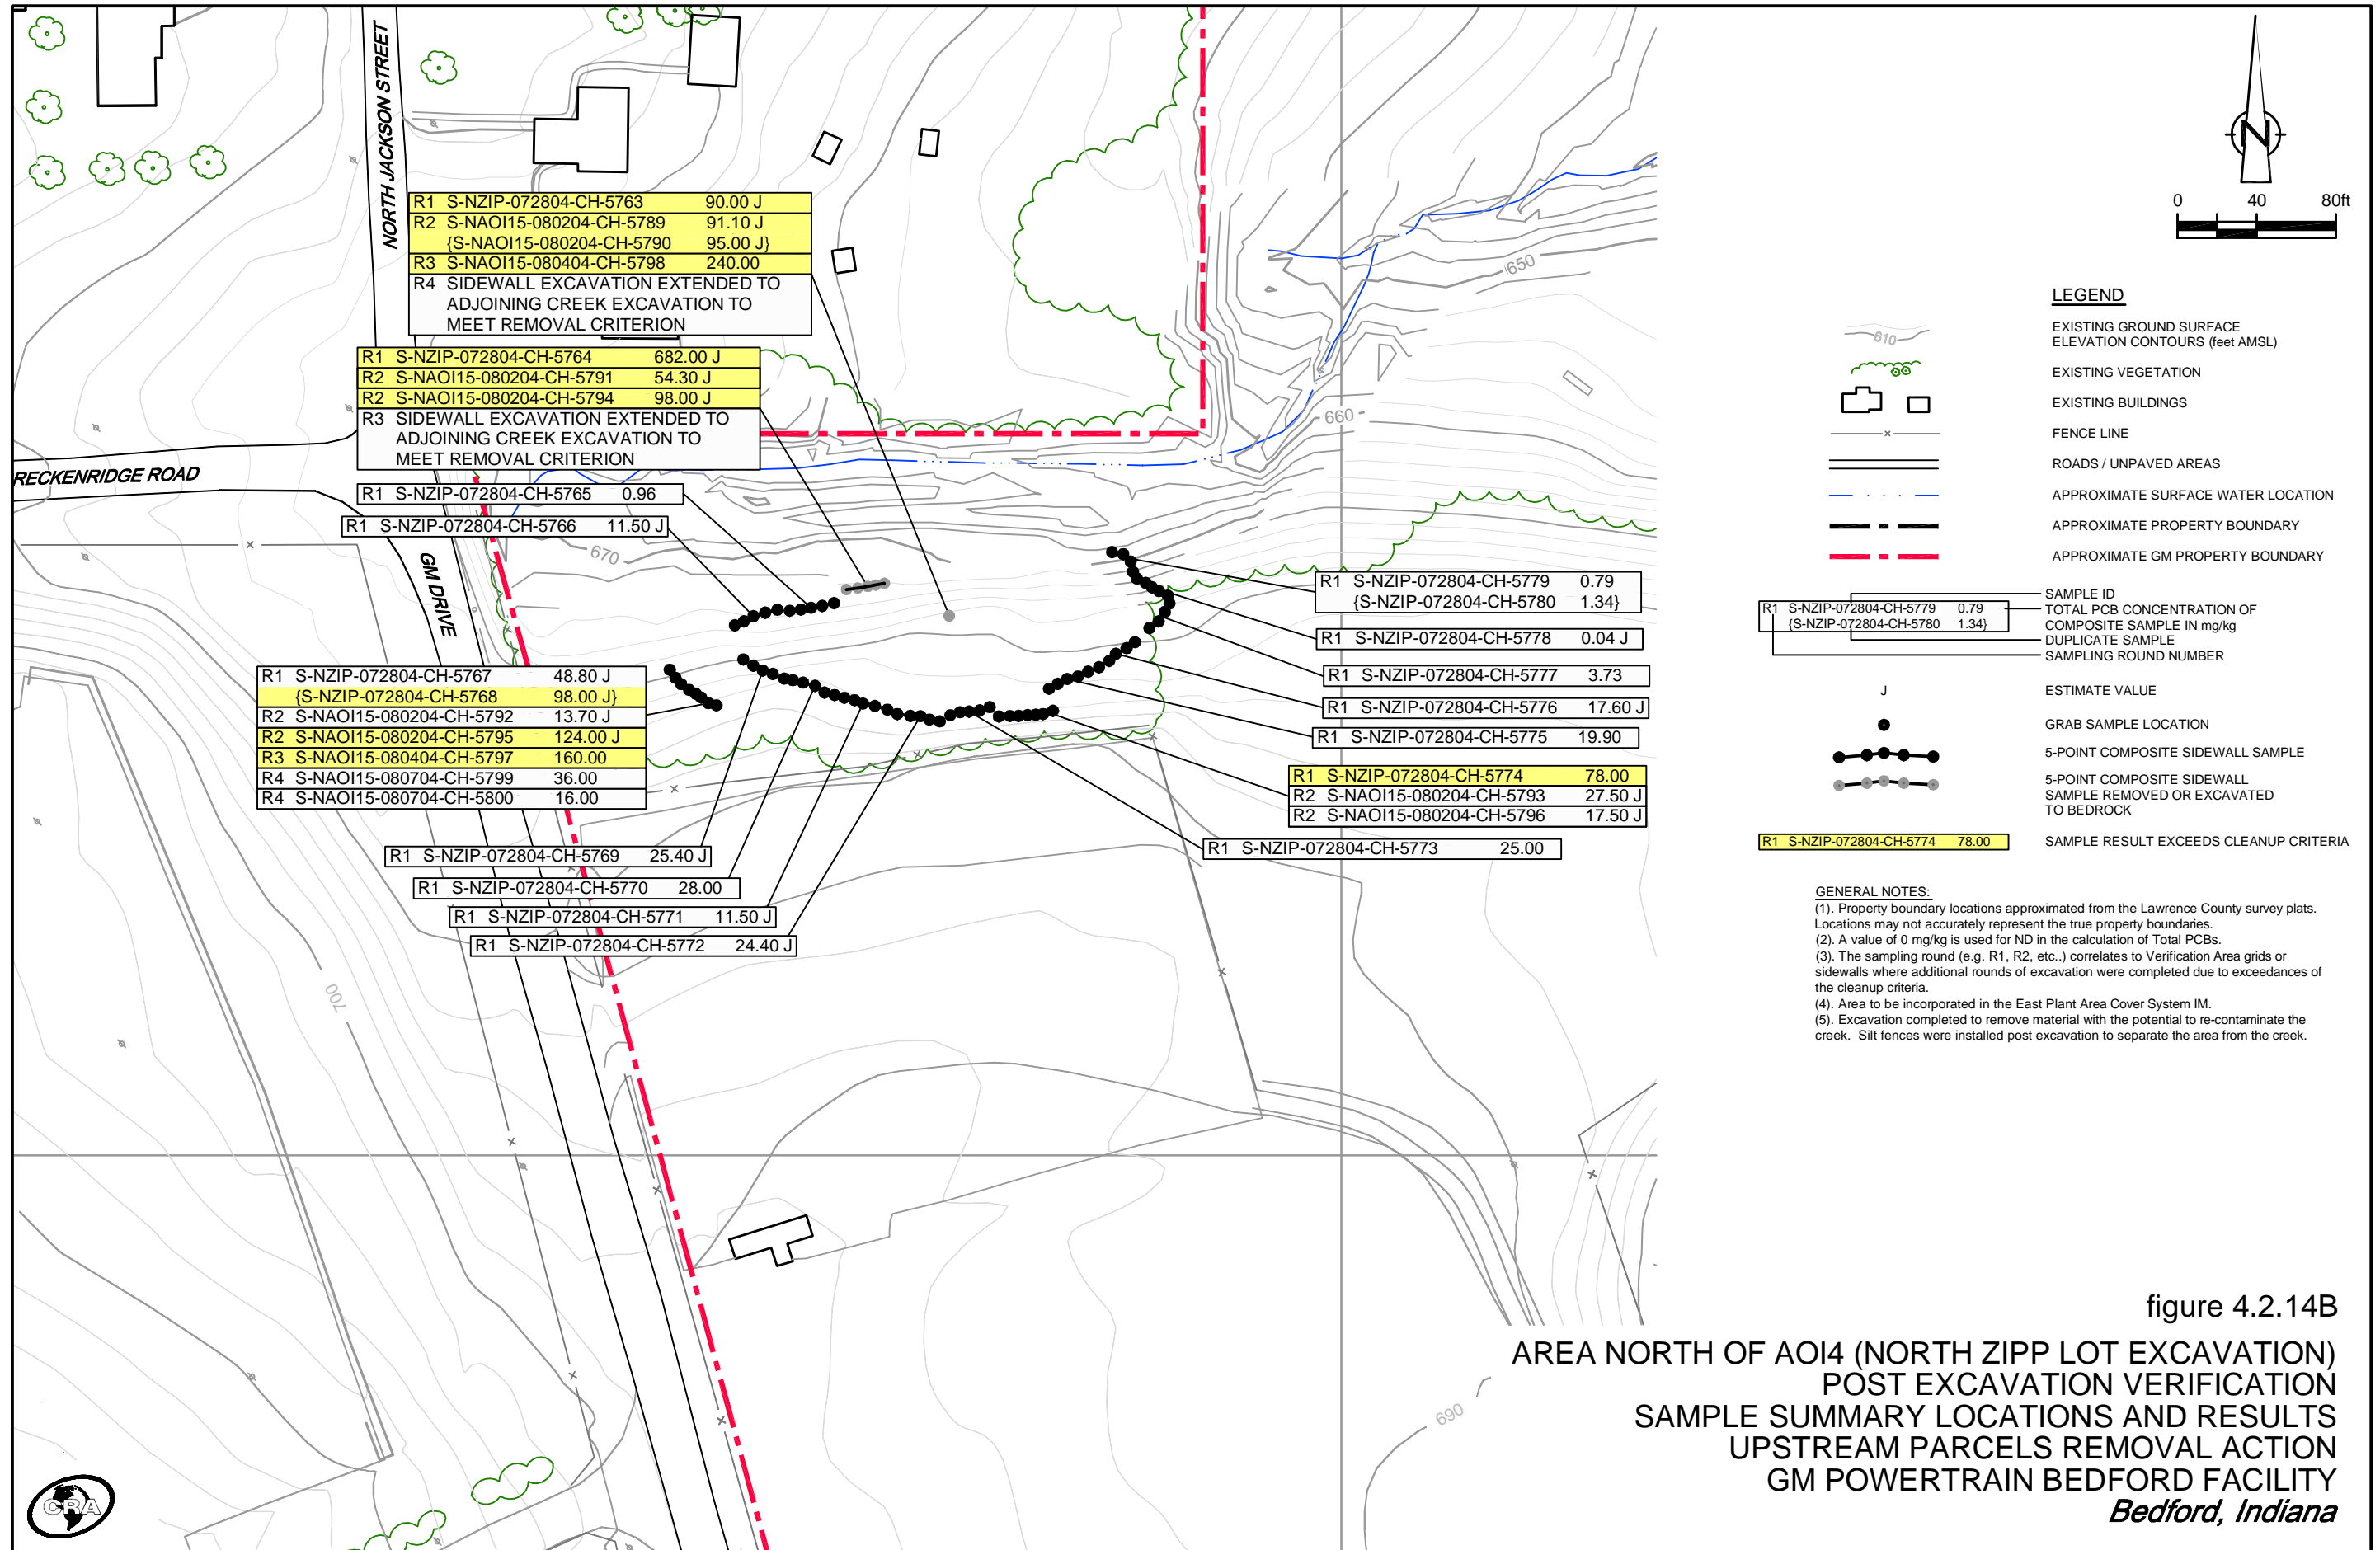 NORTH JACKSON STREET
RECKENRIDGE ROAD
GM DRIVE
R1 S-NZIP-072804-CH-5763 90.00 J
R2 S-NAOI15-080204-CH-5789 91.10 J
{S-NAOI15-080204-CH-5790 95.00 J}
R3 S-NAOI15-080404-CH-5798 240.00
R4 SIDEWALL EXCAVATION EXTENDED TO
ADJOINING CREEK EXCAVATION TO
MEET REMOVAL CRITERION
R1 S-NZIP-072804-CH-5764 682.00 J
R2 S-NAOI15-080204-CH-5791 54.30 J
R2 S-NAOI15-080204-CH-5794 98.00 J
R3 SIDEWALL EXCAVATION EXTENDED TO
ADJOINING CREEK EXCAVATION TO
MEET REMOVAL CRITERION
R1 S-NZIP-072804-CH-5765 0.96
R1 S-NZIP-072804-CH-5766 11.50 J
R1 S-NZIP-072804-CH-5767 48.80 J
{S-NZIP-072804-CH-5768 98.00 J}
R2 S-NAOI15-080204-CH-5792 13.70 J
R2 S-NAOI15-080204-CH-5795 124.00 J
R3 S-NAOI15-080404-CH-5797 160.00
R4 S-NAOI15-080704-CH-5799 36.00
R4 S-NAOI15-080704-CH-5800 16.00
R1 S-NZIP-072804-CH-5769 25.40 J
R1 S-NZIP-072804-CH-5770 28.00
R1 S-NZIP-072804-CH-5771 11.50 J
R1 S-NZIP-072804-CH-5772 24.40 J
R1 S-NZIP-072804-CH-5779 0.79
{S-NZIP-072804-CH-5780 1.34}
R1 S-NZIP-072804-CH-5778 0.04 J
R1 S-NZIP-072804-CH-5777 3.73
R1 S-NZIP-072804-CH-5776 17.60 J
R1 S-NZIP-072804-CH-5775 19.90
R1 S-NZIP-072804-CH-5774 78.00
R2 S-NAOI15-080204-CH-5793 27.50 J
R2 S-NAOI15-080204-CH-5796 17.50 J
R1 S-NZIP-072804-CH-5773 25.00
650
660
670
700
690
N
0 40 80ft
LEGEND
610
EXISTING GROUND SURFACE
ELEVATION CONTOURS (feet AMSL)
EXISTING VEGETATION
EXISTING BUILDINGS
FENCE LINE
ROADS / UNPAVED AREAS
APPROXIMATE SURFACE WATER LOCATION
APPROXIMATE PROPERTY BOUNDARY
APPROXIMATE GM PROPERTY BOUNDARY
R1 S-NZIP-072804-CH-5779 0.79
{S-NZIP-072804-CH-5780 1.34}
SAMPLE ID
TOTAL PCB CONCENTRATION OF
COMPOSITE SAMPLE IN mg/kg
DUPLICATE SAMPLE
SAMPLING ROUND NUMBER
J ESTIMATE VALUE
GRAB SAMPLE LOCATION
5-POINT COMPOSITE SIDEWALL SAMPLE
5-POINT COMPOSITE SIDEWALL
SAMPLE REMOVED OR EXCAVATED
TO BEDROCK
R1 S-NZIP-072804-CH-5774 78.00 SAMPLE RESULT EXCEEDS CLEANUP CRITERIA
GENERAL NOTES:
(1). Property boundary locations approximated from the Lawrence County survey plats.
Locations may not accurately represent the true property boundaries.
(2). A value of 0 mg/kg is used for ND in the calculation of Total PCBs.
(3). The sampling round (e.g. R1, R2, etc..) correlates to Verification Area grids or
sidewalls where additional rounds of excavation were completed due to exceedances of
the cleanup criteria.
(4). Area to be incorporated in the East Plant Area Cover System IM.
(5). Excavation completed to remove material with the potential to re-contaminate the
creek. Silt fences were installed post excavation to separate the area from the creek.
figure 4.2.14B
AREA NORTH OF AOI4 (NORTH ZIPP LOT EXCAVATION)
POST EXCAVATION VERIFICATION
SAMPLE SUMMARY LOCATIONS AND RESULTS
UPSTREAM PARCELS REMOVAL ACTION
GM POWERTRAIN BEDFORD FACILITY
Bedford, Indiana
CRA